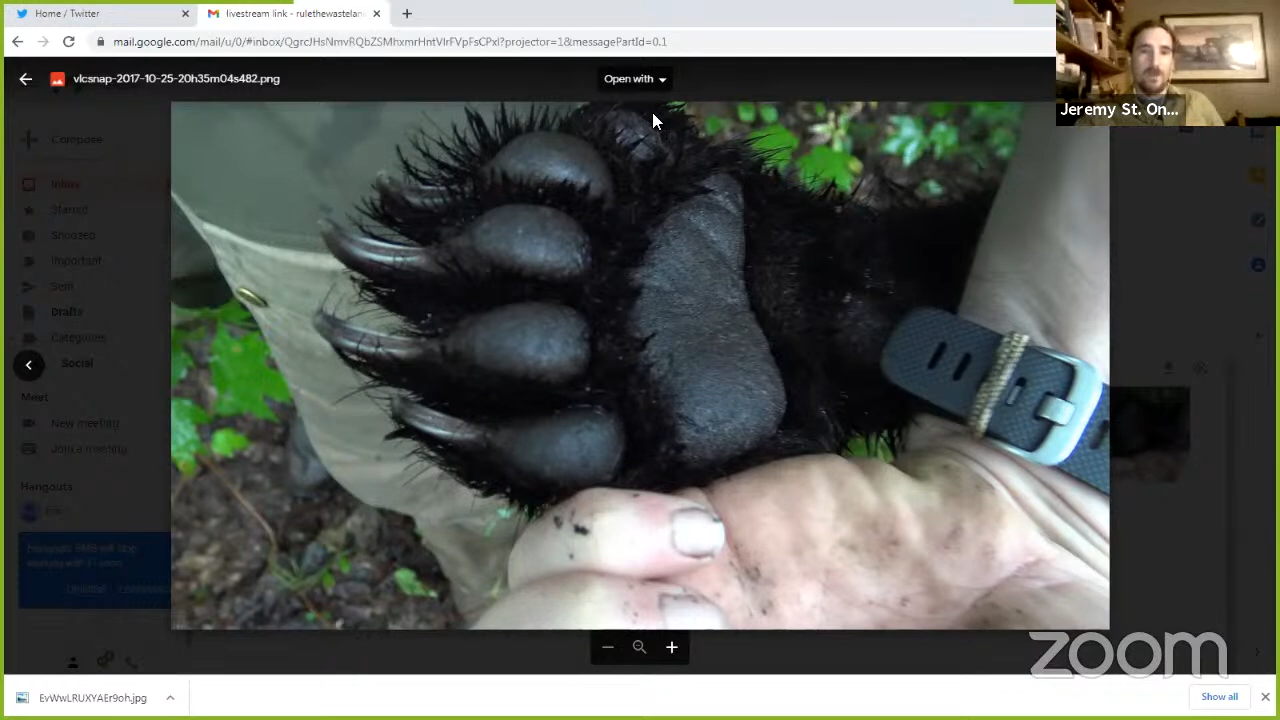 Home / Twitter
livestream link - rulethewastelan
mail.google.com/mail/u/0/#inbox/QgrcJHsNmvRQbZSMhxmrHntVlrFVpFsCPxl?projector=1&messagePartId=0.1
vlcsnap-2017-10-25-20h35m04s482.png
Open with
Jeremy St. On...
Compose
Inbox
Starred
Snoozed
Important
Sent
Drafts
Categories
Social
Meet
New meeting
Join a meeting
Hangouts
zoom
EvWwLRUXYAEr9oh.jpg
Show all